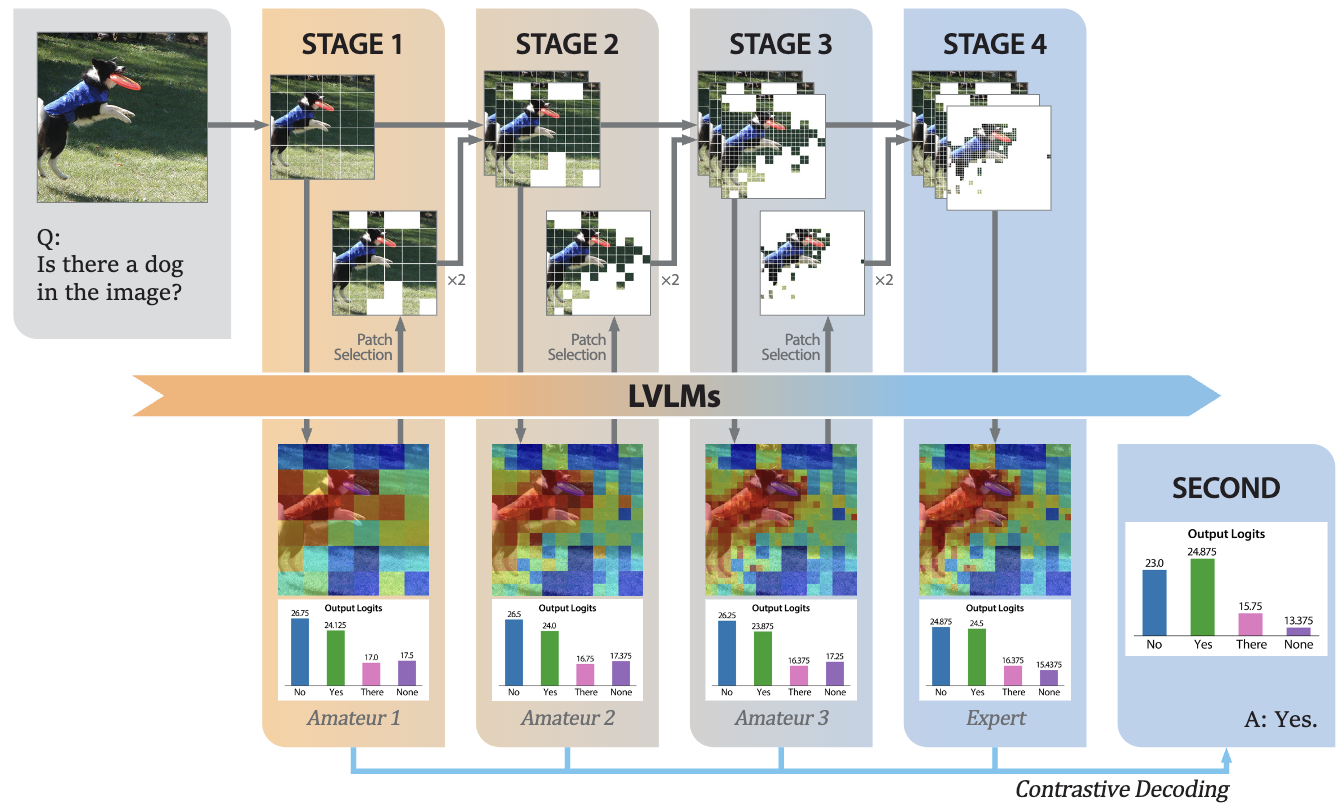 STAGE 1
STAGE 2
STAGE 3
STAGE 4
Q:
Is there a dog
in the image?
×2
×2
×2
Patch
Selection
Patch
Selection
Patch
Selection
LVLMs
Output Logits
26.75
24.125
17.0
17.5
No
Yes
There
None
Amateur 1
Output Logits
26.5
24.0
16.75
17.375
No
Yes
There
None
Amateur 2
Output Logits
26.25
23.875
16.375
17.25
No
Yes
There
None
Amateur 3
Output Logits
24.875
24.5
16.375
15.4375
No
Yes
There
None
Expert
SECOND
Output Logits
23.0
24.875
15.75
13.375
No
Yes
There
None
A: Yes.
Contrastive Decoding